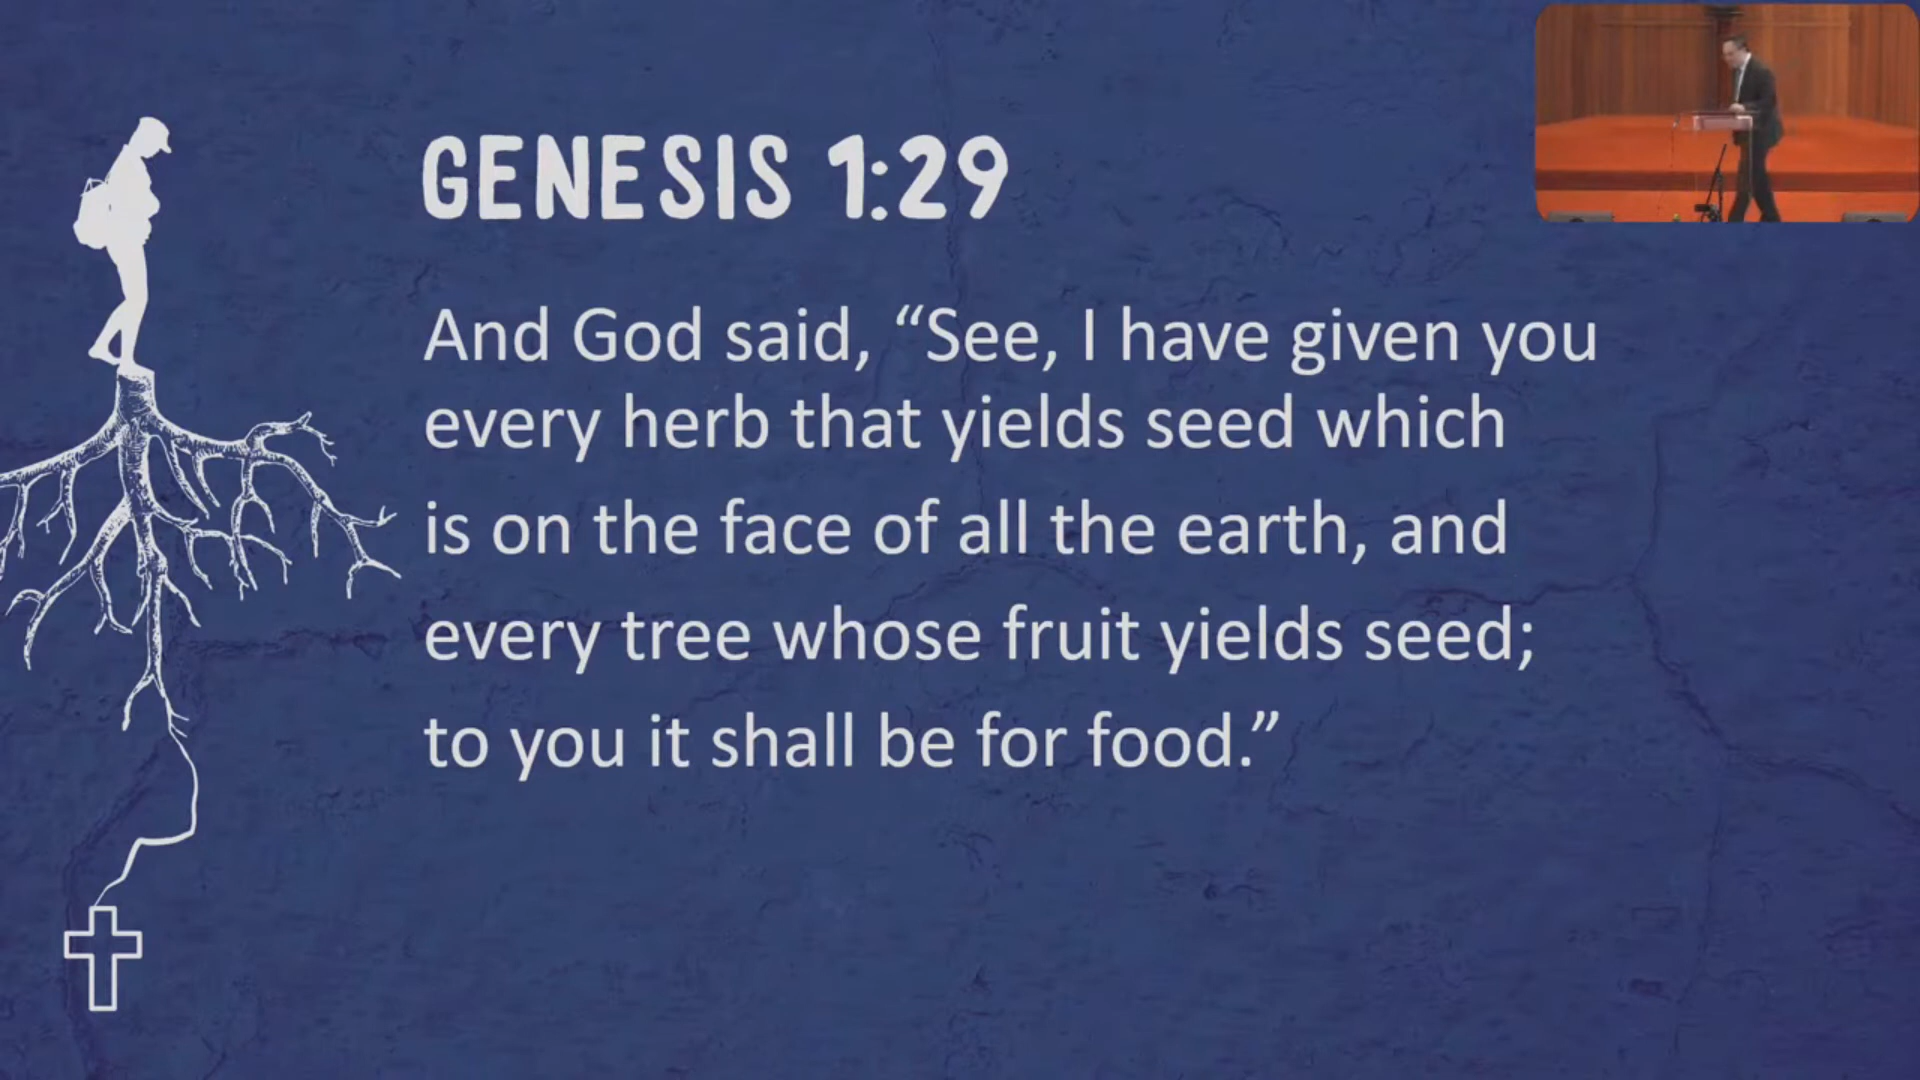 GENESIS 1:29
And God said, “See, I have given you
every herb that yields seed which
is on the face of all the earth, and
every tree whose fruit yields seed;
to you it shall be for food.”